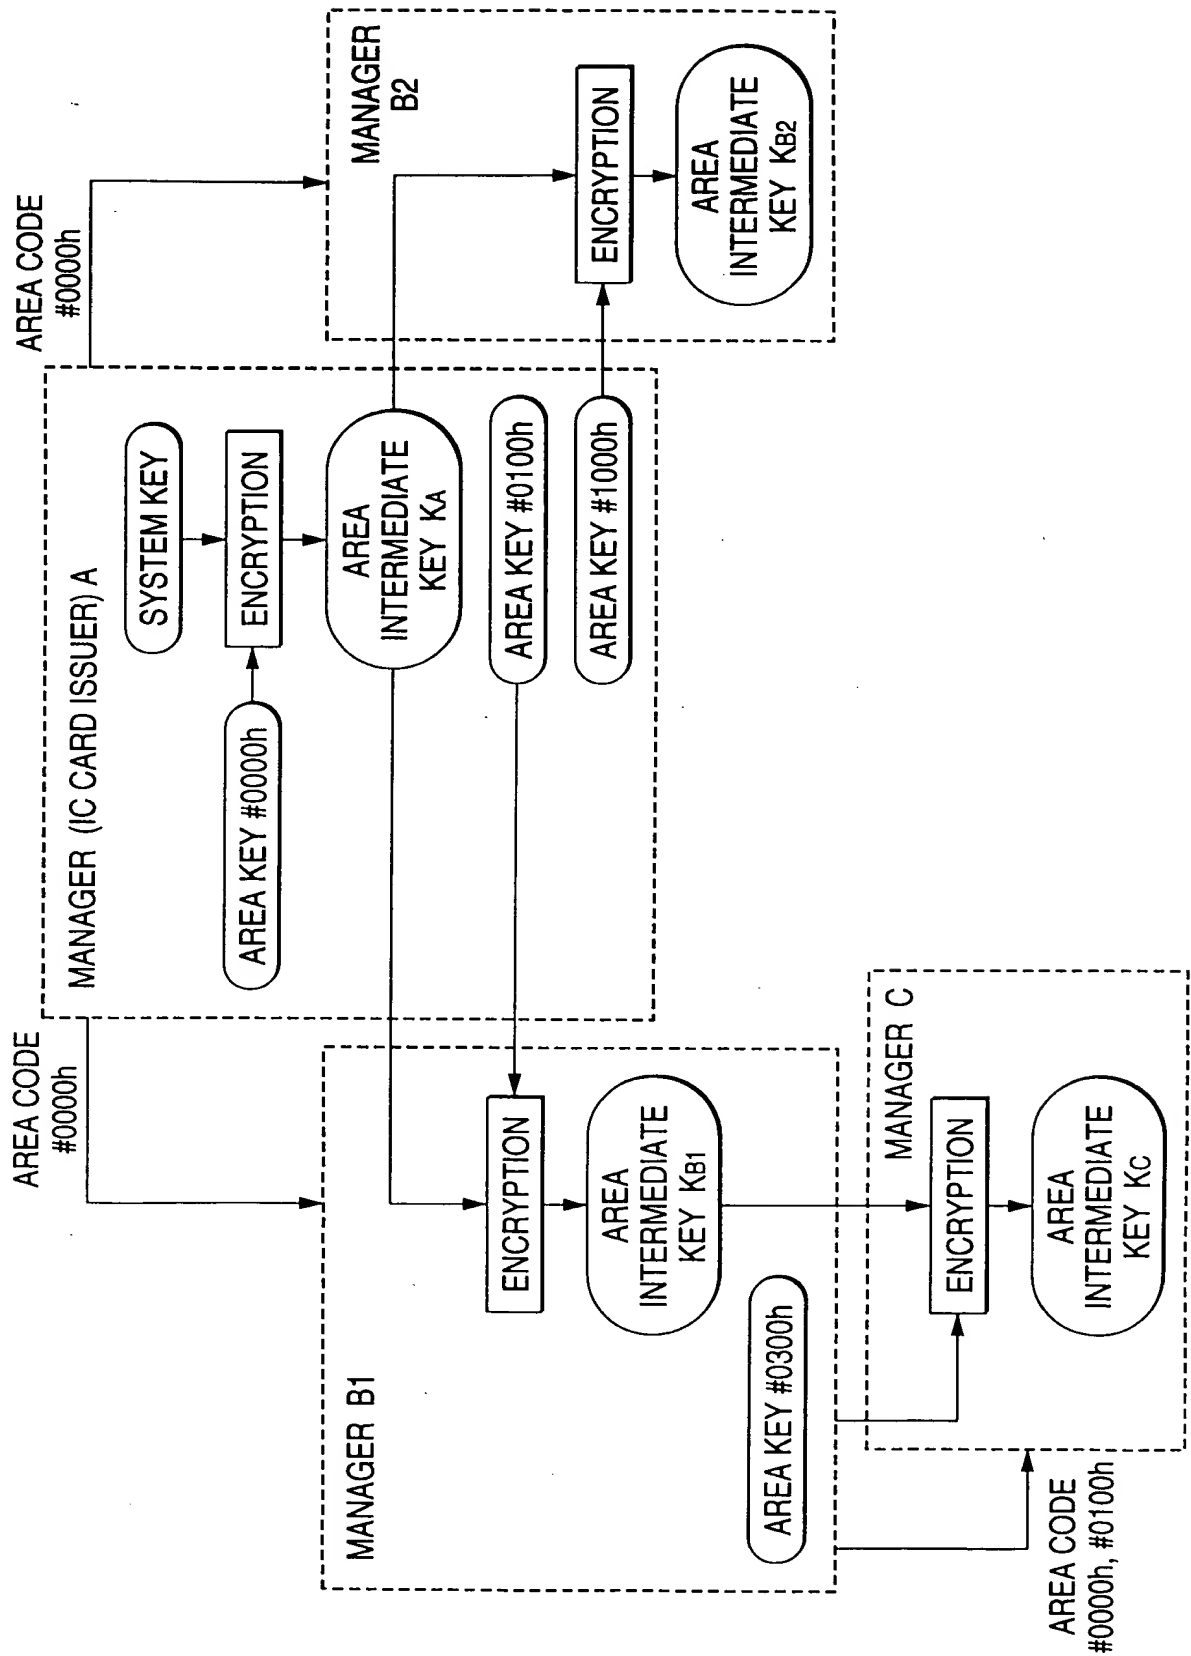 AREA CODE
#0000h
AREA CODE
#0000h
MANAGER (IC CARD ISSUER) A
SYSTEM KEY
AREA KEY #0000h
ENCRYPTION
AREA
INTERMEDIATE
KEY KA
AREA KEY #0100h
AREA KEY #1000h
MANAGER B1
ENCRYPTION
AREA
INTERMEDIATE
KEY KB1
AREA KEY #0300h
MANAGER
B2
ENCRYPTION
AREA
INTERMEDIATE
KEY KB2
MANAGER C
ENCRYPTION
AREA
INTERMEDIATE
KEY KC
AREA CODE
#0000h, #0100h